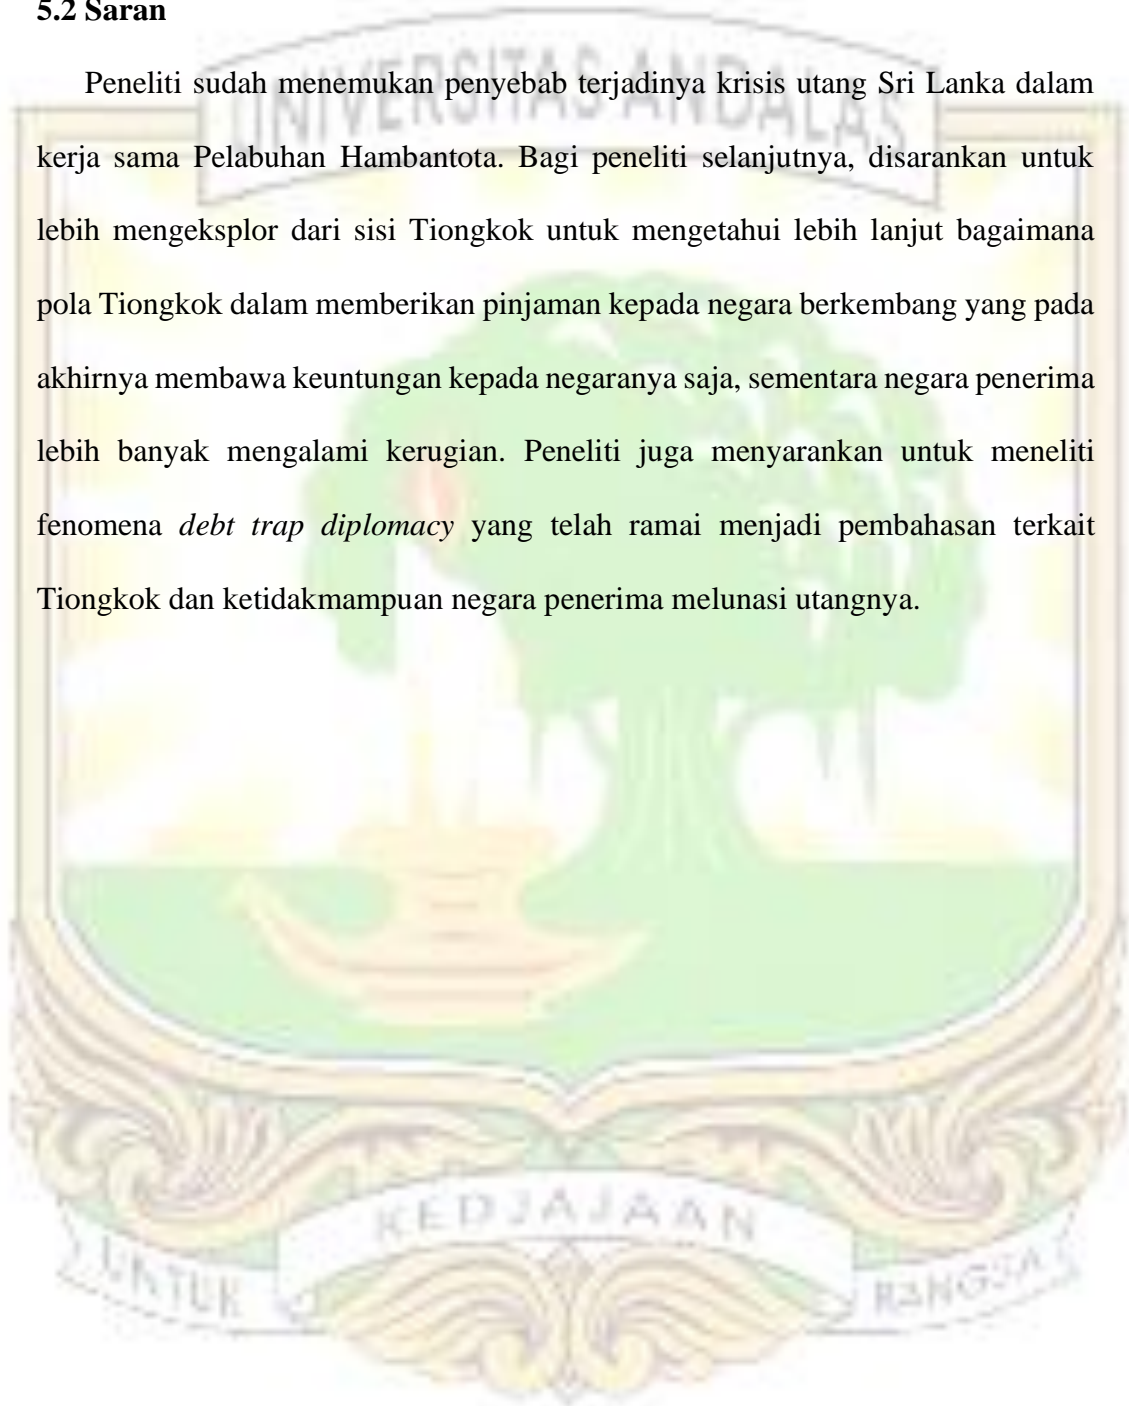 5.2 Saran
UNIVERSITAS ANDALAS
Peneliti sudah menemukan penyebab terjadinya krisis utang Sri Lanka dalam
kerja sama Pelabuhan Hambantota. Bagi peneliti selanjutnya, disarankan untuk
lebih mengeksplor dari sisi Tiongkok untuk mengetahui lebih lanjut bagaimana
pola Tiongkok dalam memberikan pinjaman kepada negara berkembang yang pada
akhirnya membawa keuntungan kepada negaranya saja, sementara negara penerima
lebih banyak mengalami kerugian. Peneliti juga menyarankan untuk meneliti
fenomena debt trap diplomacy yang telah ramai menjadi pembahasan terkait
Tiongkok dan ketidakmampuan negara penerima melunasi utangnya.
KEDJAJAAN
UNTUK
BANGSA